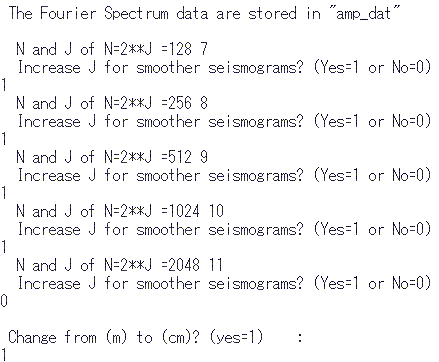 The Fourier Spectrum data are stored in "amp_dat"
N and J of N=2**J =128 7
Increase J for smoother seismograms? (Yes=1 or No=0)
1
N and J of N=2**J =256 8
Increase J for smoother seismograms? (Yes=1 or No=0)
1
N and J of N=2**J =512 9
Increase J for smoother seismograms? (Yes=1 or No=0)
1
N and J of N=2**J =1024 10
Increase J for smoother seismograms? (Yes=1 or No=0)
1
N and J of N=2**J =2048 11
Increase J for smoother seismograms? (Yes=1 or No=0)
0
Change from (m) to (cm)? (yes=1) :
1